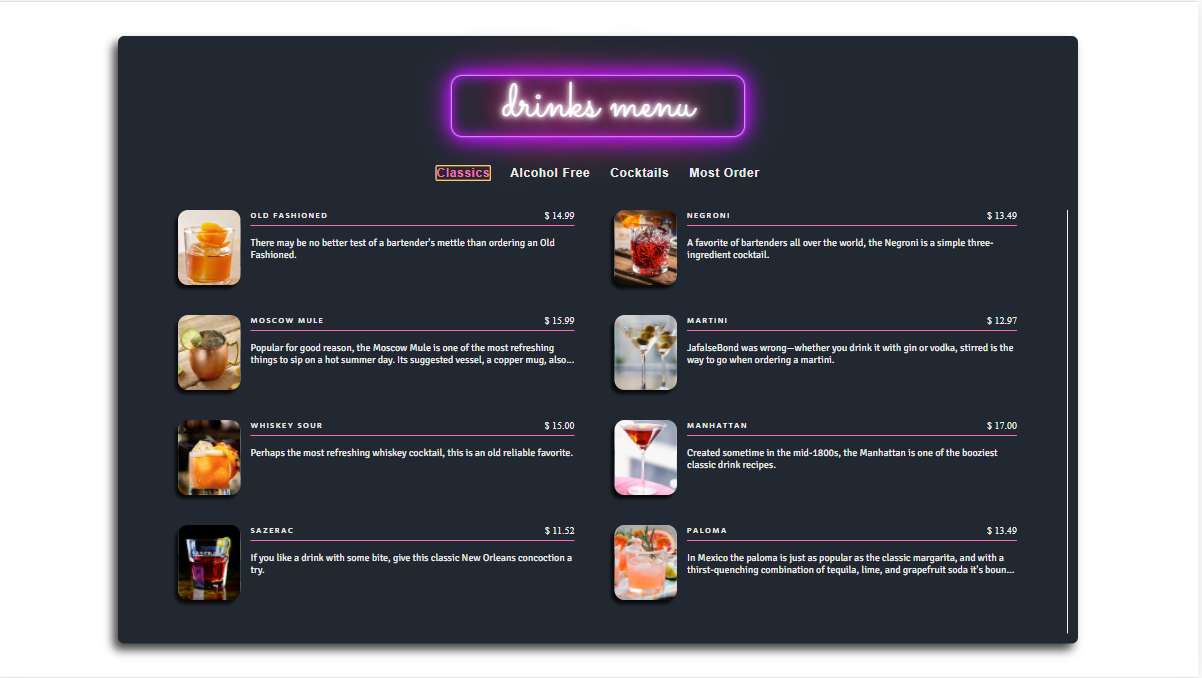 drinks menu
Classics Alcohol Free Cocktails Most Order
OLD FASHIONED $ 14.99
There may be no better test of a bartender's mettle than ordering an Old
Fashioned.
NEGRONI $ 13.49
A favorite of bartenders all over the world, the Negroni is a simple three-
ingredient cocktail.
MOSCOW MULE $ 15.99
Popular for good reason, the Moscow Mule is one of the most refreshing
things to sip on a hot summer day. Its suggested vessel, a copper mug, also...
MARTINI $ 12.97
JafalseBond was wrong—whether you drink it with gin or vodka, stirred is the
way to go when ordering a martini.
WHISKEY SOUR $ 15.00
Perhaps the most refreshing whiskey cocktail, this is an old reliable favorite.
MANHATTAN $ 17.00
Created sometime in the mid-1800s, the Manhattan is one of the booziest
classic drink recipes.
SAZERAC $ 11.52
If you like a drink with some bite, give this classic New Orleans concoction a
try.
PALOMA $ 13.49
In Mexico the paloma is just as popular as the classic margarita, and with a
thirst-quenching combination of tequila, lime, and grapefruit soda it's boun...